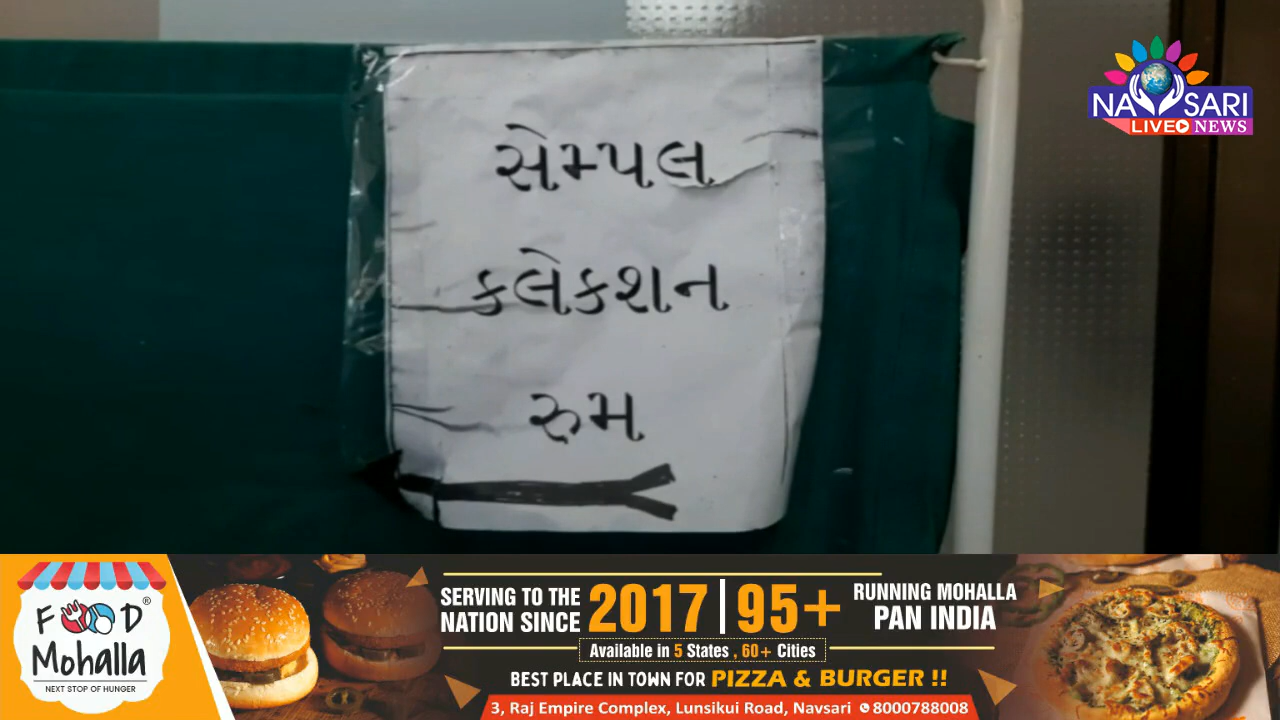 સેમ્પલ
કલેકશન
રુમ
NAVSARI
LIVE NEWS
FOOD®
Mohalla
NEXT STOP OF HUNGER
SERVING TO THE
NATION SINCE
2017 | 95+
RUNNING MOHALLA
PAN INDIA
Available in 5 States , 60+ Cities
BEST PLACE IN TOWN FOR PIZZA & BURGER !!
3, Raj Empire Complex, Lunsikui Road, Navsari 8000788008